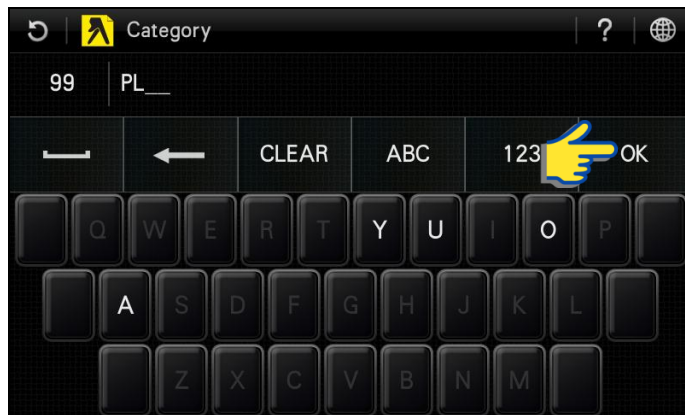 Category ?
99 PL__
CLEAR ABC 123 OK
Q W E R T Y U I O P
A S D F G H J K L
Z X C V B N M